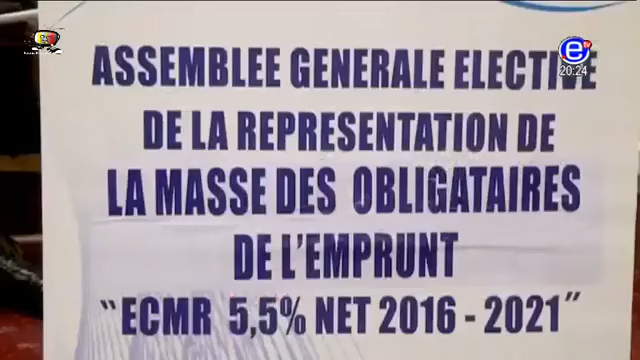 ASSEMBLEE GENERALE ELECTIVE
DE LA REPRESENTATION DE
LA MASSE DES OBLIGATAIRES
DE L'EMPRUNT
"ECMR 5,5% NET 2016 - 2021"
e
20:24